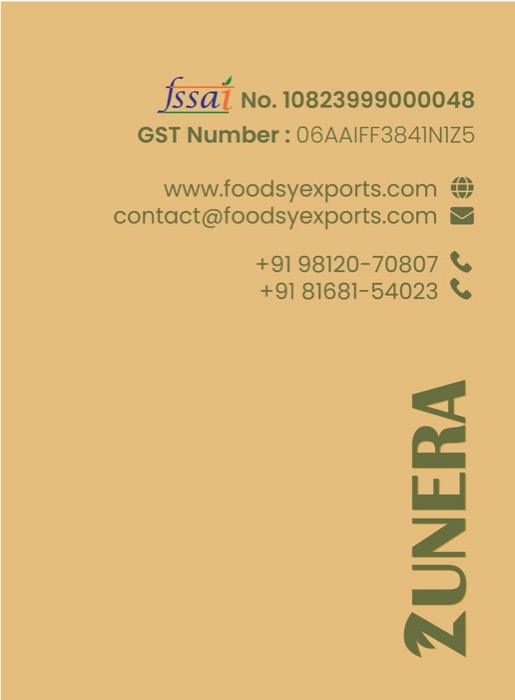 fssai No. 10823999000048
GST Number : 06AAIFF3841N1Z5
www.foodsyexports.com
contact@foodsyexports.com
+91 98120-70807
+91 81681-54023
ZUNERA